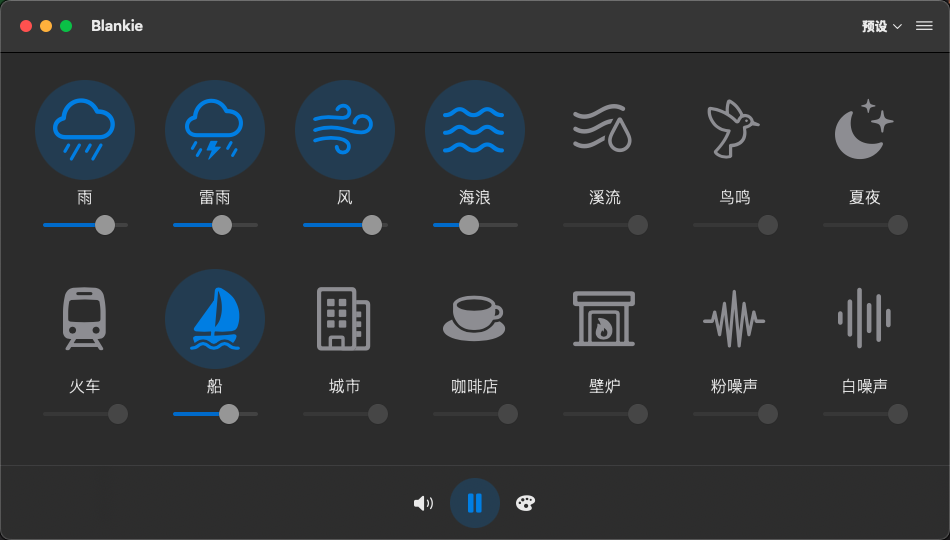 Blankie
预设
雨
雷雨
风
海浪
溪流
鸟鸣
夏夜
火车
船
城市
咖啡店
壁炉
粉噪声
白噪声